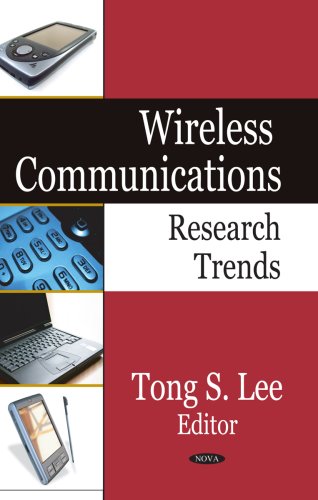 Wireless
Communications
Research
Trends
Tong S. Lee
Editor
NOVA